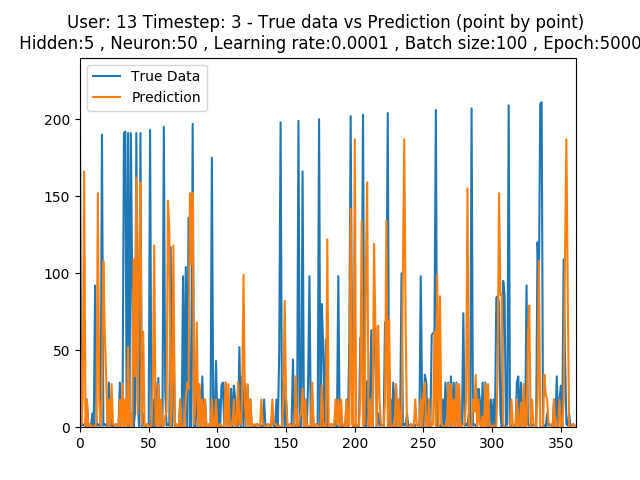 User: 13 Timestep: 3 - True data vs Prediction (point by point)
Hidden:5 , Neuron:50 , Learning rate:0.0001 , Batch size:100 , Epoch:5000
True Data
Prediction
200
150
100
50
0
0 50 100 150 200 250 300 350